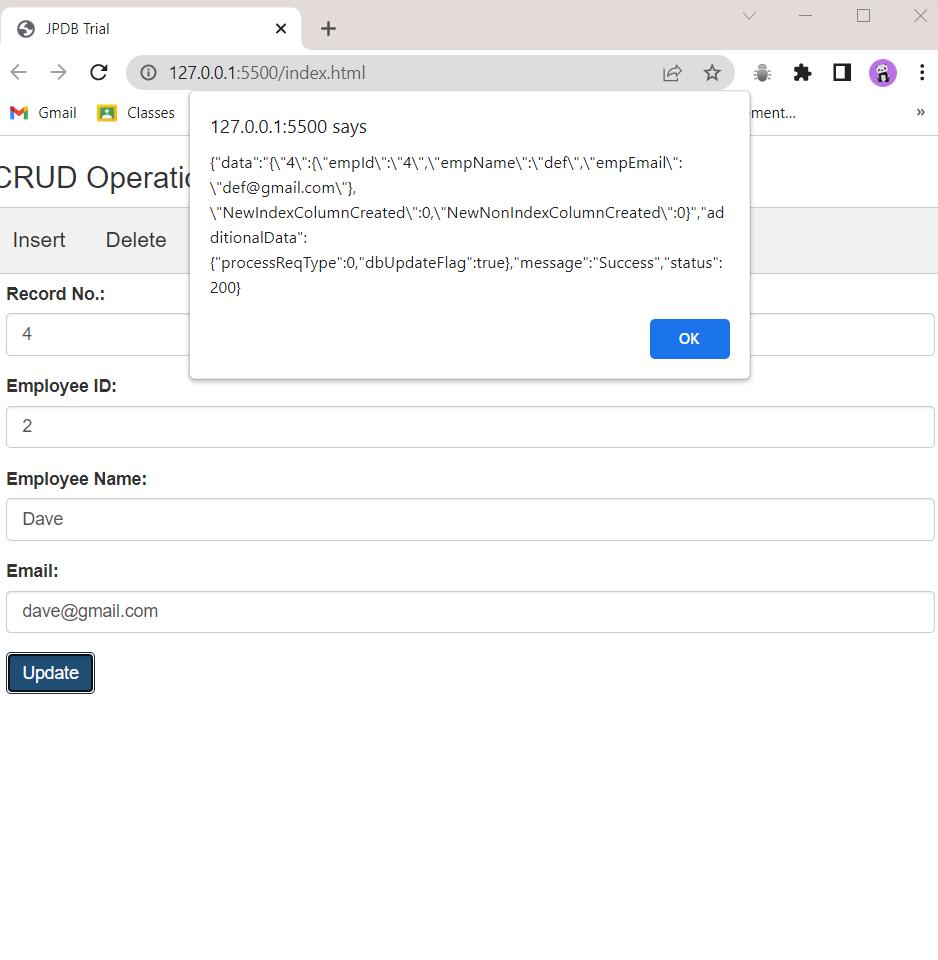 JPDB Trial
127.0.0.1:5500/index.html
Gmail
Classes
ment...
»
127.0.0.1:5500 says
{"data":"{\"4\":{\"empId\":\"4\",\"empName\":\"def\",\"empEmail\":
\"def@gmail.com\"},
\"NewIndexColumnCreated\":0,\"NewNonIndexColumnCreated\":0}","ad
ditionalData":
{"processReqType":0,"dbUpdateFlag":true},"message":"Success","status":
200}
OK
CRUD Operatio
Insert
Delete
Record No.:
4
Employee ID:
2
Employee Name:
Dave
Email:
dave@gmail.com
Update